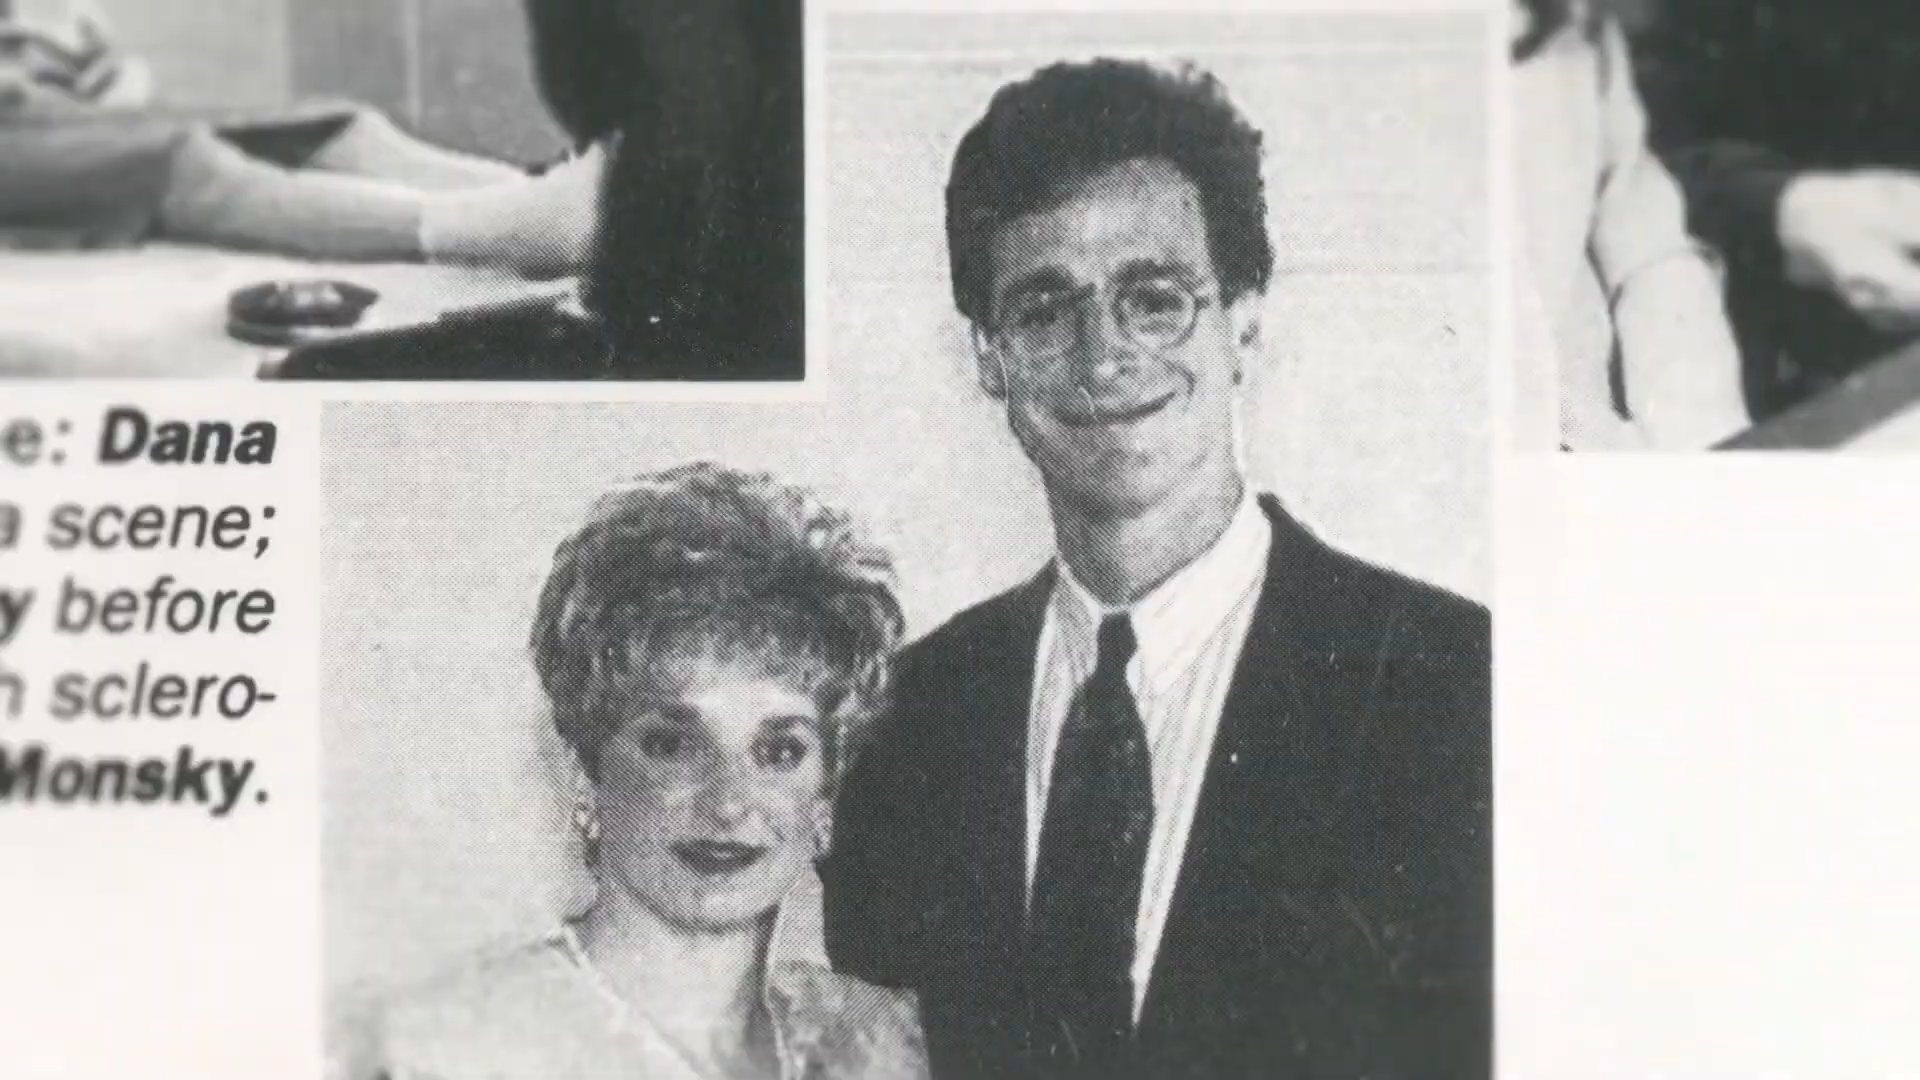 e: Dana
a scene;
y before
h sclero-
Monsky.